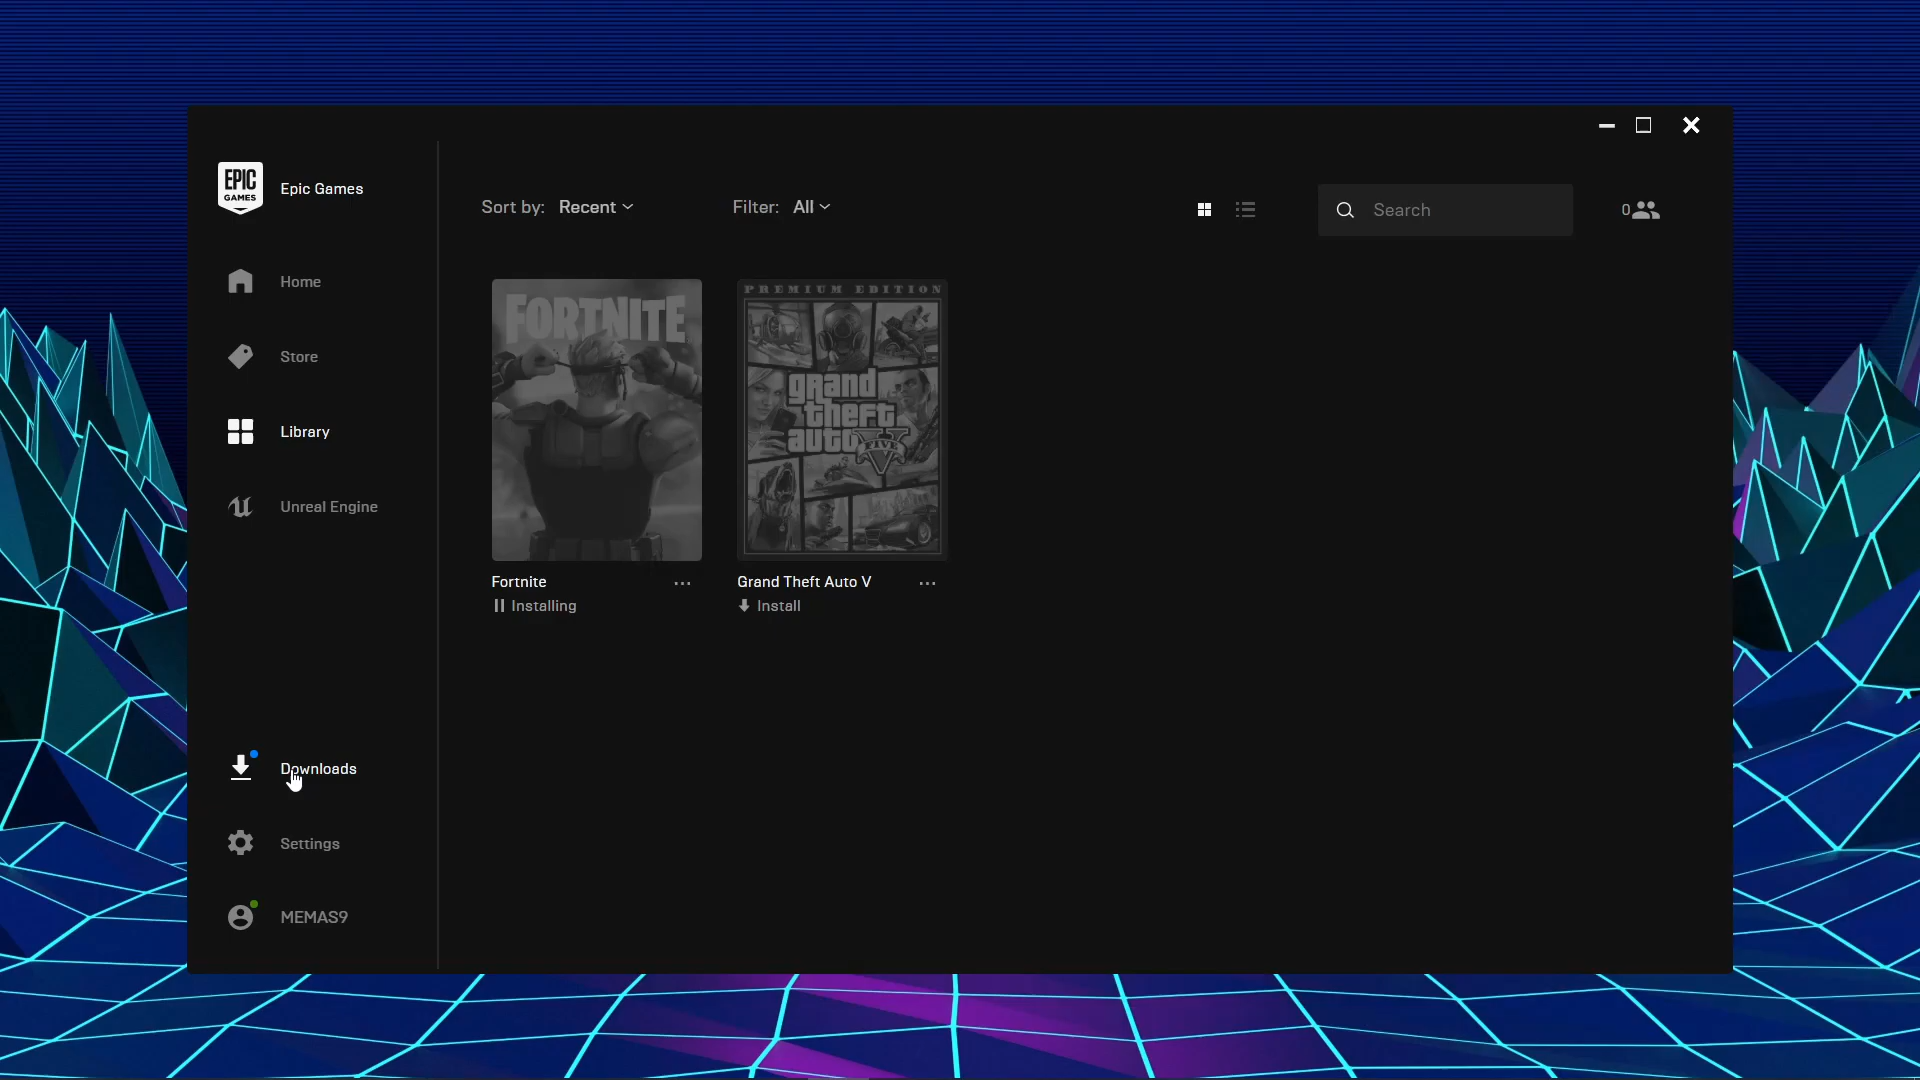 EPIC
GAMES
Epic Games
Home
Store
Library
Unreal Engine
Downloads
Settings
MEMAS9
Sort by: Recent
Filter: All
Search
0
FORTNITE
Fortnite
Installing
PREMIUM EDITION
grand
theft
auto
FIVE
V
Grand Theft Auto V
Install